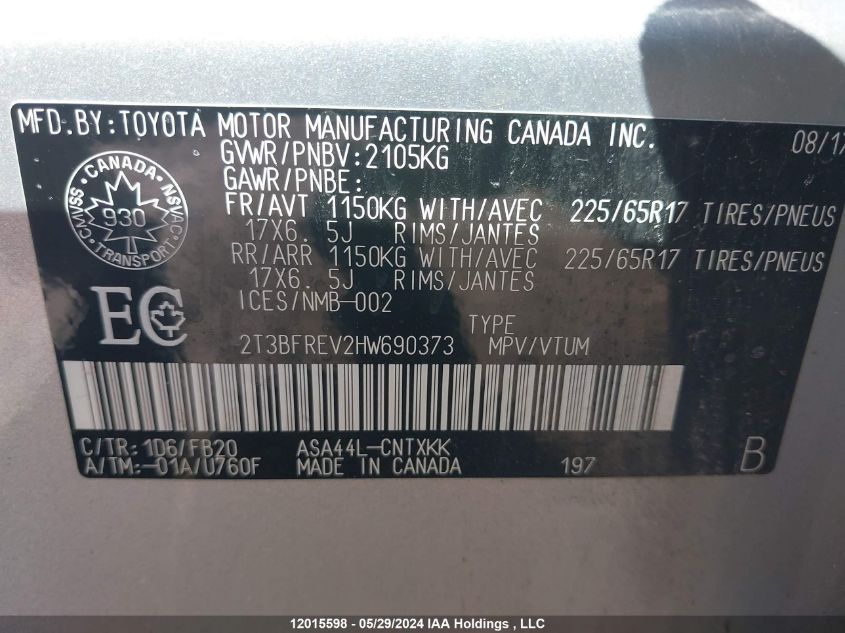 MFD.BY:TOYOTA MOTOR MANUFACTURING CANADA INC. 08/17
GVWR/PNBV:2105KG
GAWR/PNBE:
FR/AVT 1150KG WITH/AVEC 225/65R17 TIRES/PNEUS
17X6.5J RIMS/JANTES
RR/ARR 1150KG WITH/AVEC 225/65R17 TIRES/PNEUS
17X6.5J RIMS/JANTES
ICES/NMB-002
CANADA
CMVSS NSVAC
930
TRANSPORT
EC
TYPE
2T3BFREV2HW690373 MPV/VTUM
C/TR: 1D6/FB20 ASA44L-CNTXKK
A/TM:-01A/U760F MADE IN CANADA 197 B
12015598 - 05/29/2024 IAA Holdings , LLC